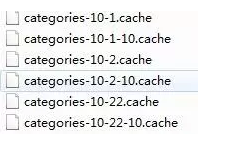 categories-10-1.cache
categories-10-1-10.cache
categories-10-2.cache
categories-10-2-10.cache
categories-10-22.cache
categories-10-22-10.cache